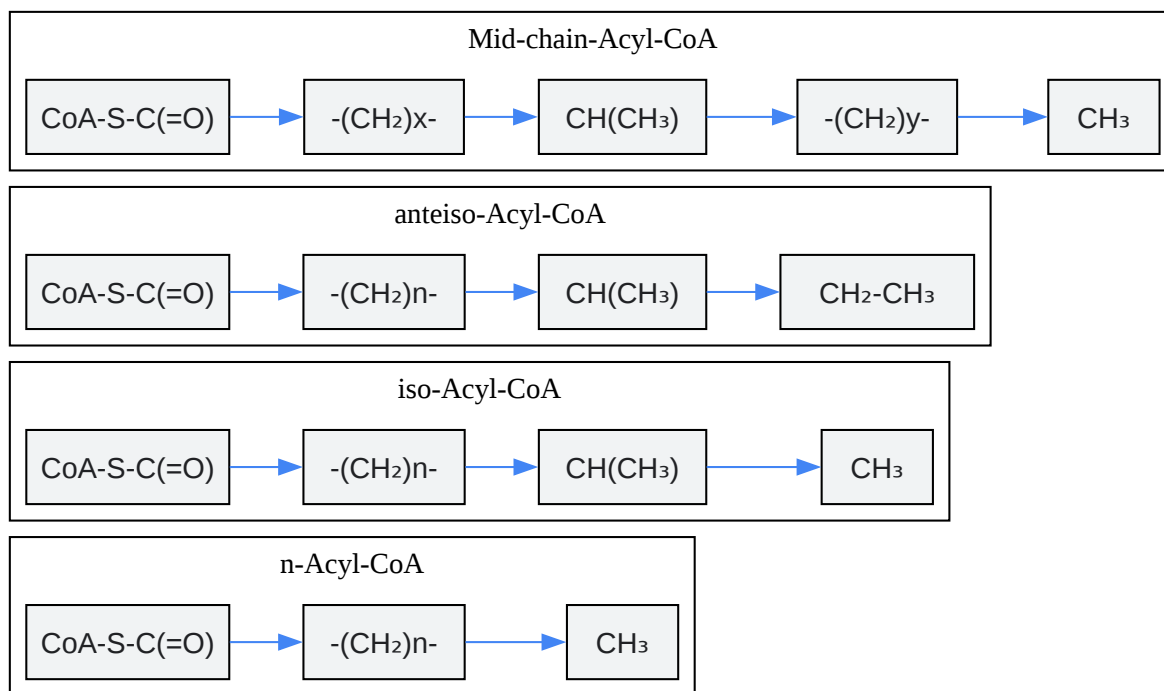 Mid-chain-Acyl-CoA
CoA-S-C(=O) -(CH₂)x- CH(CH₃) -(CH₂)y- CH₃
anteiso-Acyl-CoA
CoA-S-C(=O) -(CH₂)n- CH(CH₃) CH₂-CH₃
iso-Acyl-CoA
CoA-S-C(=O) -(CH₂)n- CH(CH₃) CH₃
n-Acyl-CoA
CoA-S-C(=O) -(CH₂)n- CH₃